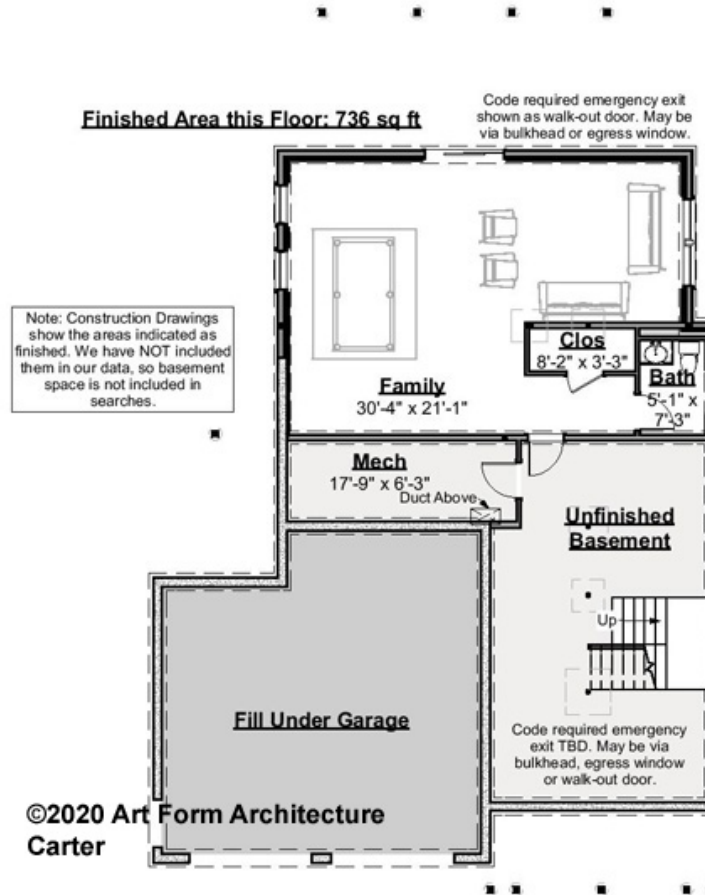 Finished Area this Floor: 736 sq ft
Code required emergency exit
shown as walk-out door. May be
via bulkhead or egress window.
Note: Construction Drawings
show the areas indicated as
finished. We have NOT included
them in our data, so basement
space is not included in
searches.
Clos
8'-2" x 3'-3"
Bath
5'-1" x
7'-3"
Family
30'-4" x 21'-1"
Mech
17'-9" x 6'-3"
Duct Above
Unfinished
Basement
Up
Fill Under Garage
Code required emergency
exit TBD. May be via
bulkhead, egress window
or walk-out door.
©2020 Art Form Architecture
Carter